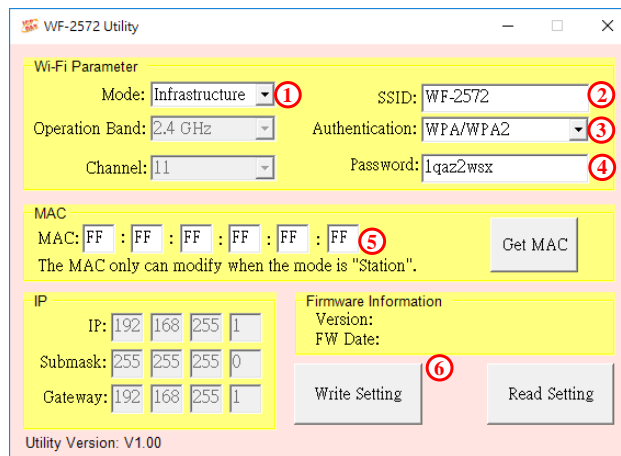 WF-2572 Utility
Wi-Fi Parameter
Mode: Infrastructure 1 SSID: WF-2572 2
Operation Band: 2.4 GHz Authentication: WPA/WPA2 3
Channel: 11 Password: 1qaz2wsx 4
MAC
MAC: FF : FF : FF : FF : FF : FF 5 Get MAC
The MAC only can modify when the mode is "Station".
IP
IP: 192 168 255 1
Submask: 255 255 255 0
Gateway: 192 168 255 1
Firmware Information
Version:
FW Date:
6
Write Setting Read Setting
Utility Version: V1.00